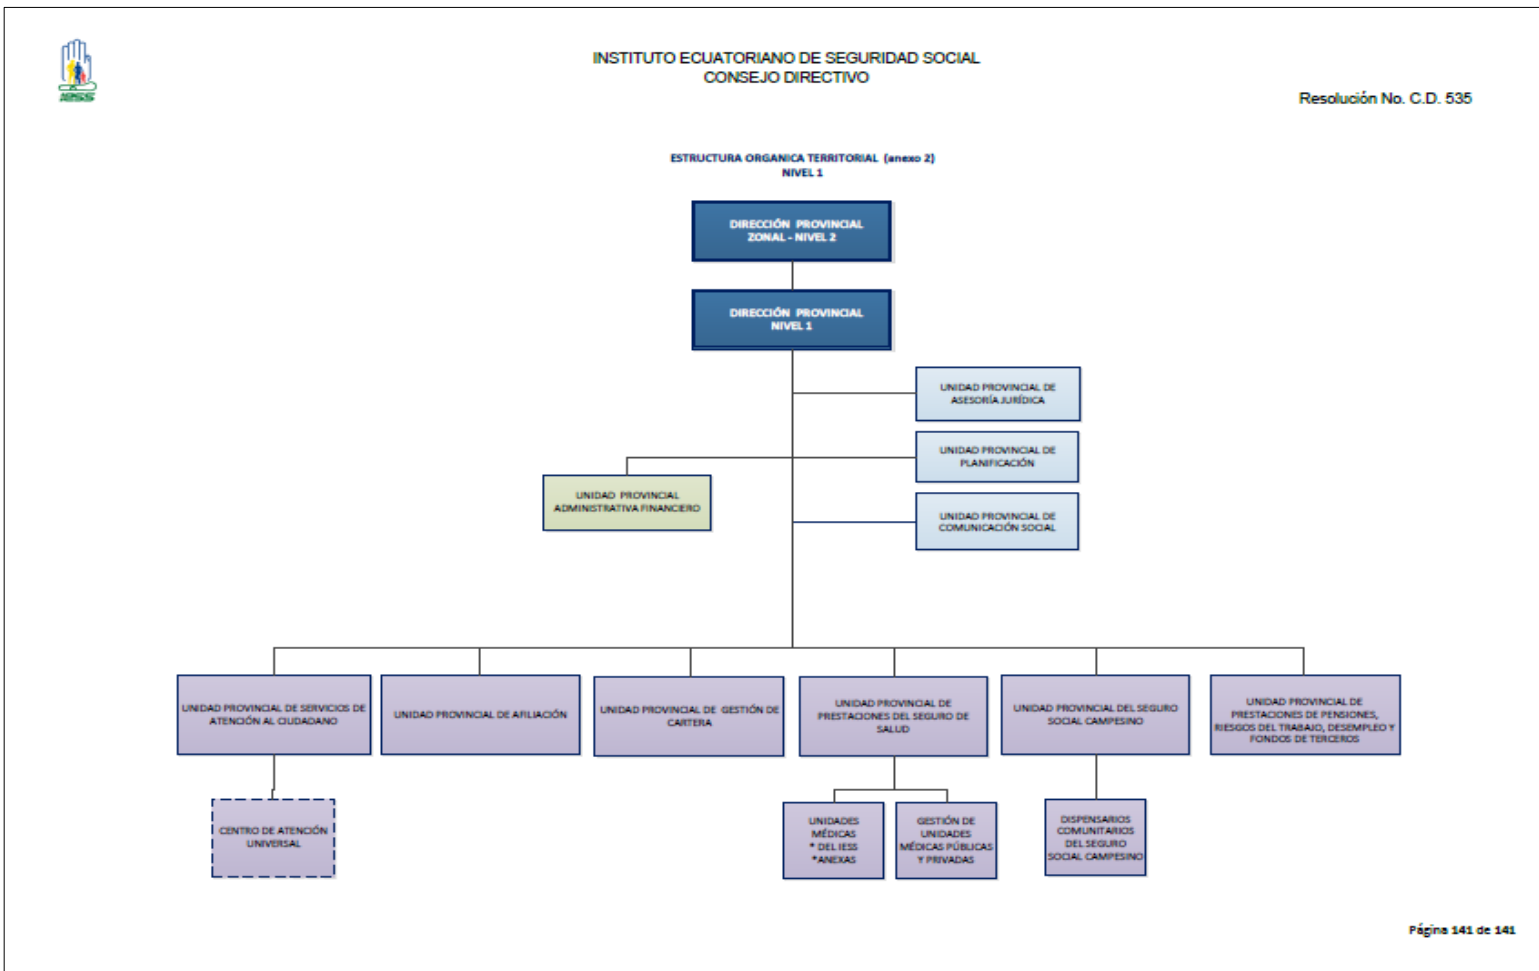 IESS
INSTITUTO ECUATORIANO DE SEGURIDAD SOCIAL
CONSEJO DIRECTIVO
Resolución No. C.D. 535
ESTRUCTURA ORGANICA TERRITORIAL (anexo 2)
NIVEL 1
DIRECCIÓN PROVINCIAL
ZONAL - NIVEL 2
DIRECCIÓN PROVINCIAL
NIVEL 1
UNIDAD PROVINCIAL DE
ASESORÍA JURÍDICA
UNIDAD PROVINCIAL DE
PLANIFICACIÓN
UNIDAD PROVINCIAL
ADMINISTRATIVA FINANCIERO
UNIDAD PROVINCIAL DE
COMUNICACIÓN SOCIAL
UNIDAD PROVINCIAL DE SERVICIOS DE
ATENCIÓN AL CIUDADANO
UNIDAD PROVINCIAL DE AFILIACIÓN
UNIDAD PROVINCIAL DE GESTIÓN DE
CARTERA
UNIDAD PROVINCIAL DE
PRESTACIONES DEL SEGURO DE
SALUD
UNIDAD PROVINCIAL DEL SEGURO
SOCIAL CAMPESINO
UNIDAD PROVINCIAL DE
PRESTACIONES DE PENSIONES,
RIESGOS DEL TRABAJO, DESEMPLEO Y
FONDOS DE TERCEROS
CENTRO DE ATENCIÓN
UNIVERSAL
UNIDADES
MÉDICAS
* DEL IESS
*ANEXAS
GESTIÓN DE
UNIDADES
MÉDICAS PÚBLICAS
Y PRIVADAS
DISPENSARIOS
COMUNITARIOS
DEL SEGURO
SOCIAL CAMPESINO
Página 141 de 141